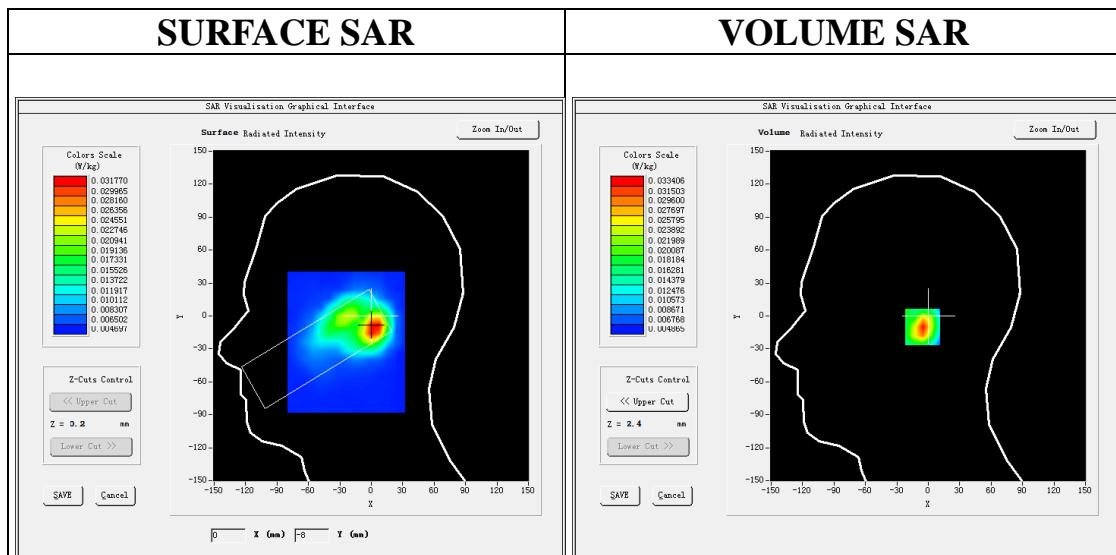 SURFACE SAR
VOLUME SAR
SAR Visualisation Graphical Interface
Surface Radiated Intensity
Zoom In/Out
Colors Scale
(W/kg)
0.031770
0.029965
0.028160
0.026356
0.024551
0.022746
0.020941
0.019136
0.017331
0.015526
0.013722
0.011917
0.010112
0.008307
0.006502
0.004697
150
120
90
60
30
0
-30
-60
-90
-120
-150
Y
-150 -120 -90 -60 -30 0 30 60 90 120 150
X
Z-Cuts Control
<< Upper Cut
Z = 0.2 mm
Lower Cut >>
SAVE Cancel
0 X (mm) -8 Y (mm)
SAR Visualisation Graphical Interface
Volume Radiated Intensity
Zoom In/Out
Colors Scale
(W/kg)
0.033406
0.031503
0.029600
0.027697
0.025795
0.023892
0.021989
0.020087
0.018184
0.016281
0.014379
0.012476
0.010573
0.008671
0.006768
0.004865
150
120
90
60
30
0
-30
-60
-90
-120
-150
Y
-150 -120 -90 -60 -30 0 30 60 90 120 150
X
Z-Cuts Control
<< Upper Cut
Z = 2.4 mm
Lower Cut >>
SAVE Cancel